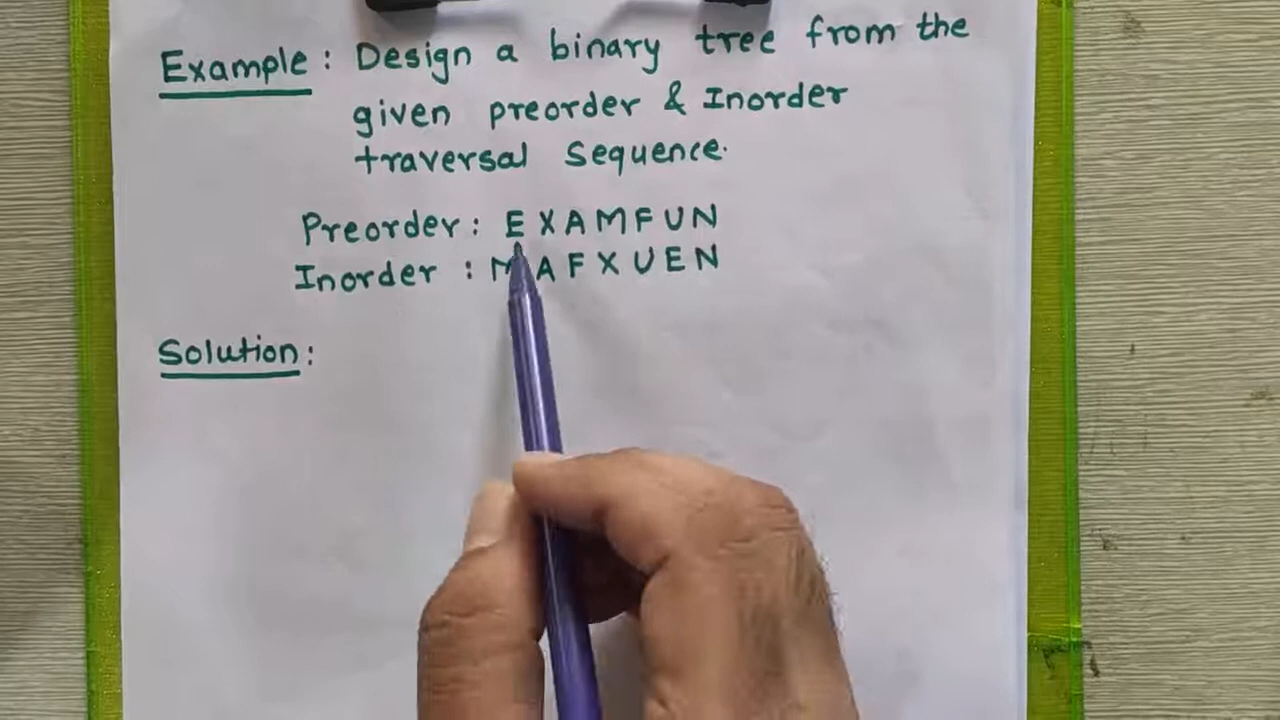 Example: Design a binary tree from the
given preorder & Inorder
traversal sequence.
Preorder: E X A M F U N
Inorder : M A F X U E N
Solution: